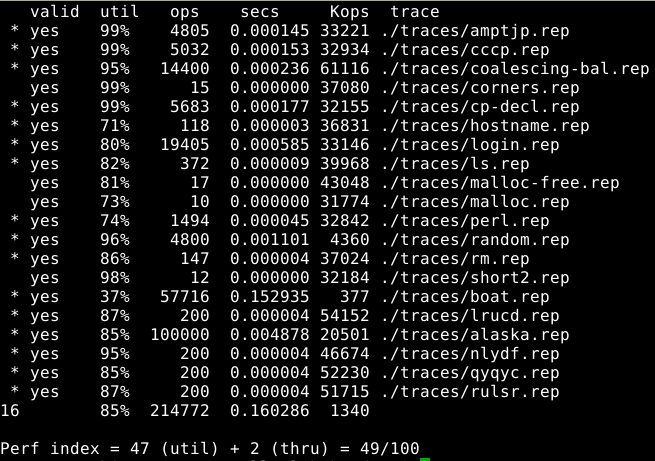 valid util ops secs Kops trace
* yes 99% 4805 0.000145 33221 ./traces/amptjp.rep
* yes 99% 5032 0.000153 32934 ./traces/cccp.rep
* yes 95% 14400 0.000236 61116 ./traces/coalescing-bal.rep
yes 99% 15 0.000000 37080 ./traces/corners.rep
* yes 99% 5683 0.000177 32155 ./traces/cp-decl.rep
* yes 71% 118 0.000003 36831 ./traces/hostname.rep
* yes 80% 19405 0.000585 33146 ./traces/login.rep
* yes 82% 372 0.000009 39968 ./traces/ls.rep
yes 81% 17 0.000000 43048 ./traces/malloc-free.rep
yes 73% 10 0.000000 31774 ./traces/malloc.rep
* yes 74% 1494 0.000045 32842 ./traces/perl.rep
* yes 96% 4800 0.001101 4360 ./traces/random.rep
* yes 86% 147 0.000004 37024 ./traces/rm.rep
yes 98% 12 0.000000 32184 ./traces/short2.rep
* yes 37% 57716 0.152935 377 ./traces/boat.rep
* yes 87% 200 0.000004 54152 ./traces/lrucd.rep
* yes 85% 100000 0.004878 20501 ./traces/alaska.rep
* yes 95% 200 0.000004 46674 ./traces/nlydf.rep
* yes 85% 200 0.000004 52230 ./traces/qyqyc.rep
* yes 87% 200 0.000004 51715 ./traces/rulsr.rep
16 85% 214772 0.160286 1340
Perf index = 47 (util) + 2 (thru) = 49/100